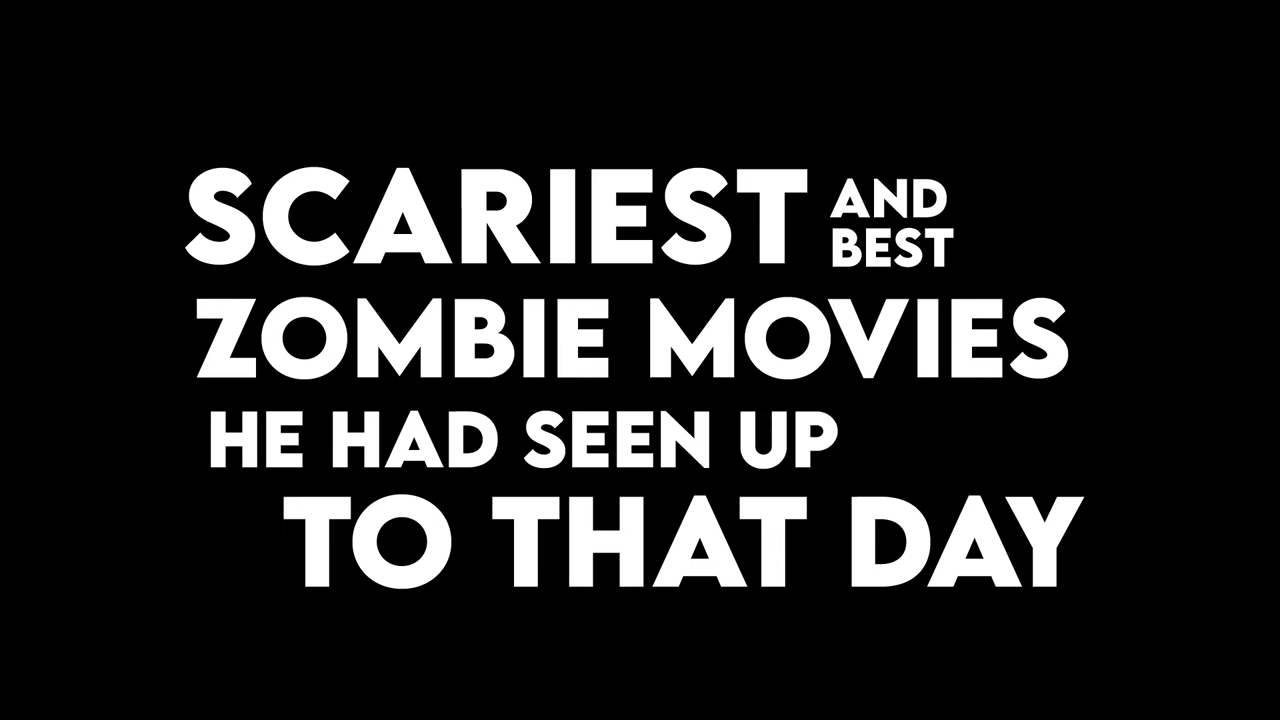 SCARIEST AND
BEST
ZOMBIE MOVIES
HE HAD SEEN UP
TO THAT DAY